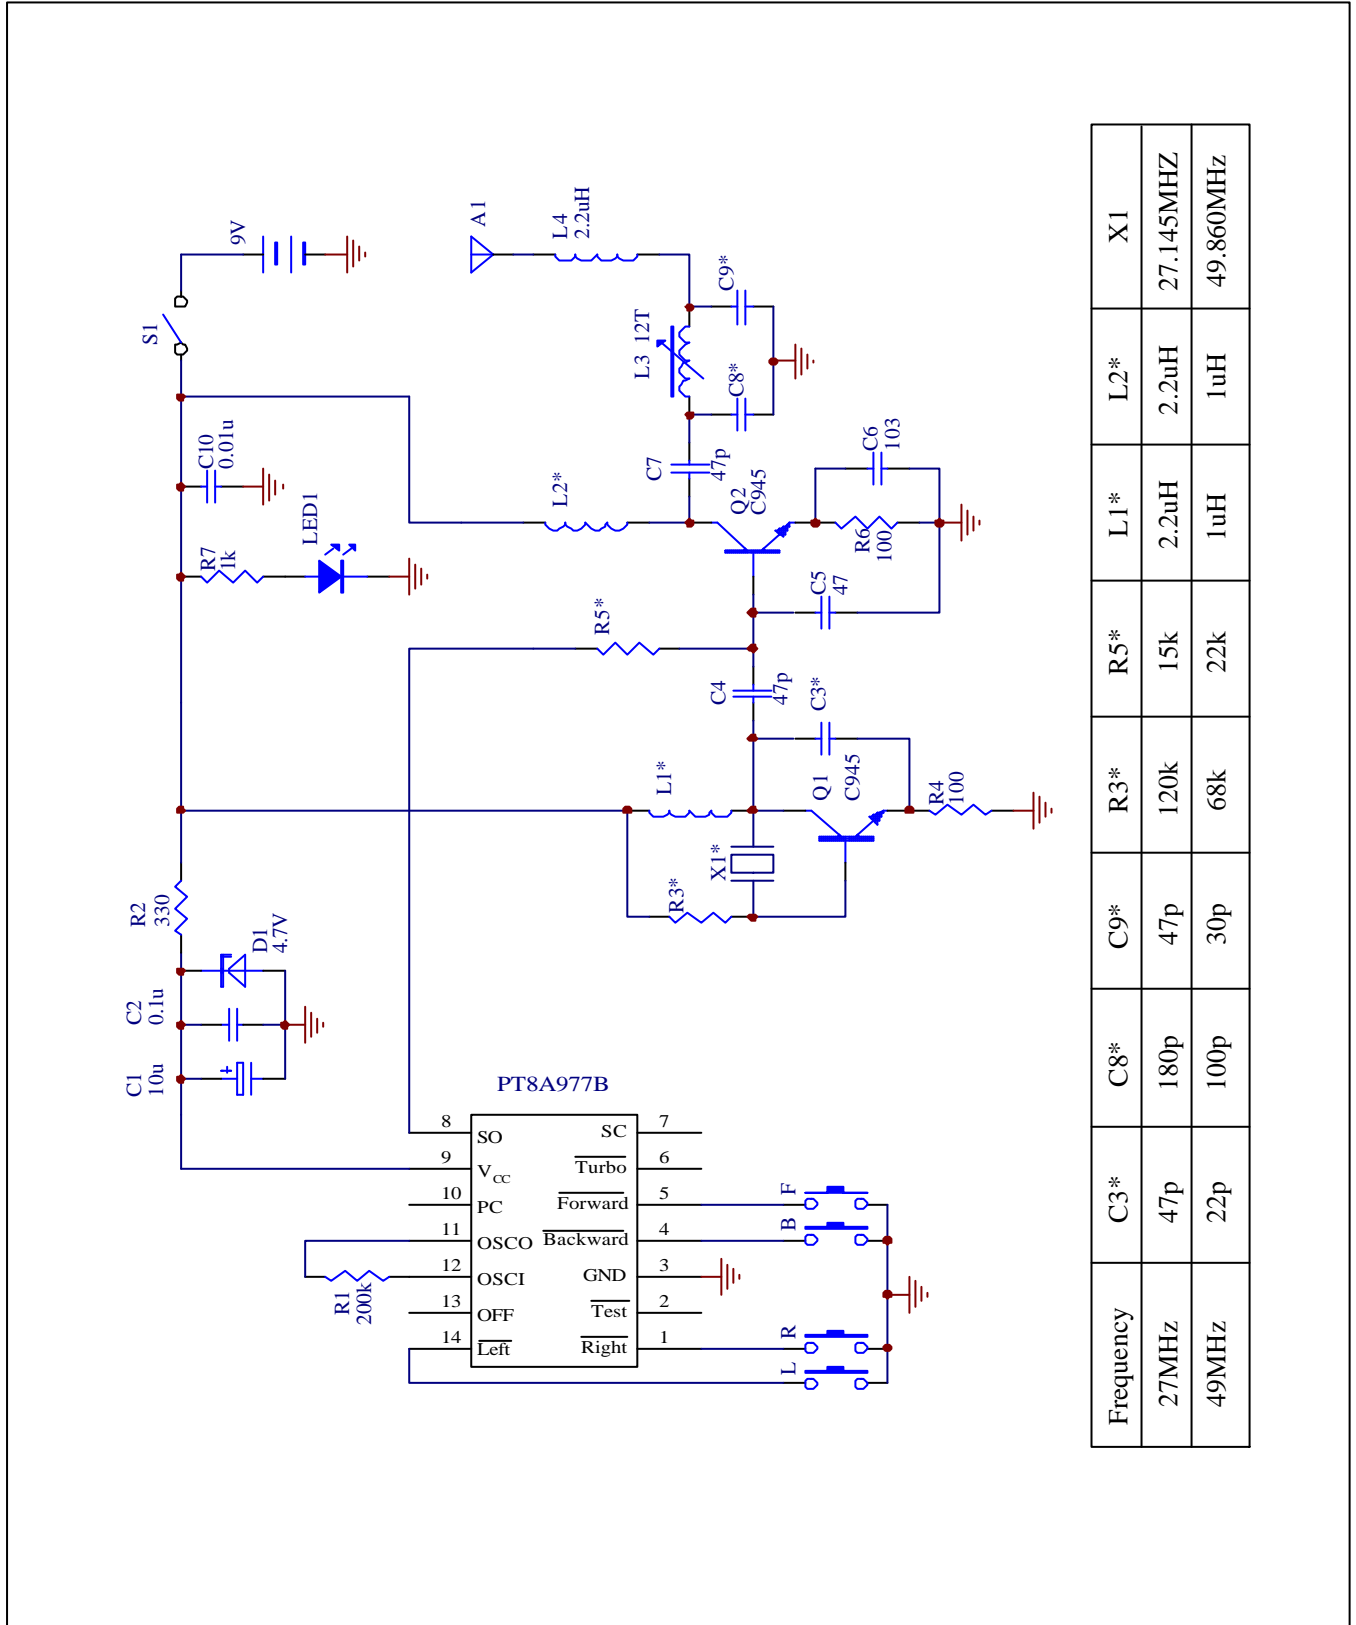 S1
9V
C10
0.01u
R7
1k
LED1
A1
L4
2.2uH
L3 12T
C9*
C8*
C7
47p
L2*
Q2
C945
C6
103
R6
100
C5
47
R5*
C4
47p
C3*
L1*
Q1
C945
R4
100
X1*
R3*
R2
330
D1
4.7V
C2
0.1u
C1
10u
+
PT8A977B
8 SO SC 7
9 VCC Turbo 6
10 PC Forward 5
11 OSCO Backward 4
12 OSCI GND 3
13 OFF Test 2
14 Left Right 1
R1
200k
F
B
R
L
Frequency C3* C8* C9* R3* R5* L1* L2* X1
27MHz 47p 180p 47p 120k 15k 2.2uH 2.2uH 27.145MHZ
49MHz 22p 100p 30p 68k 22k 1uH 1uH 49.860MHz